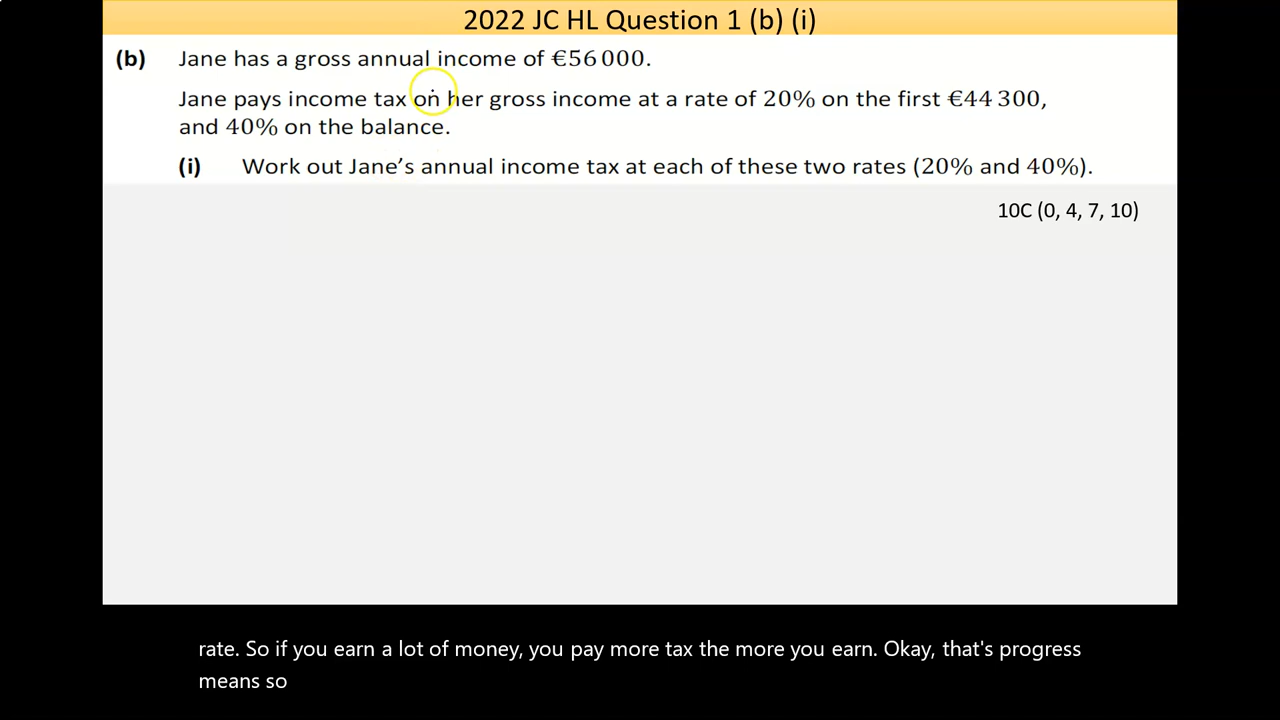 2022 JC HL Question 1 (b) (i)
(b) Jane has a gross annual income of €56 000.
Jane pays income tax on her gross income at a rate of 20% on the first €44 300,
and 40% on the balance.
(i) Work out Jane’s annual income tax at each of these two rates (20% and 40%).
10C (0, 4, 7, 10)
rate. So if you earn a lot of money, you pay more tax the more you earn. Okay, that's progress
means so